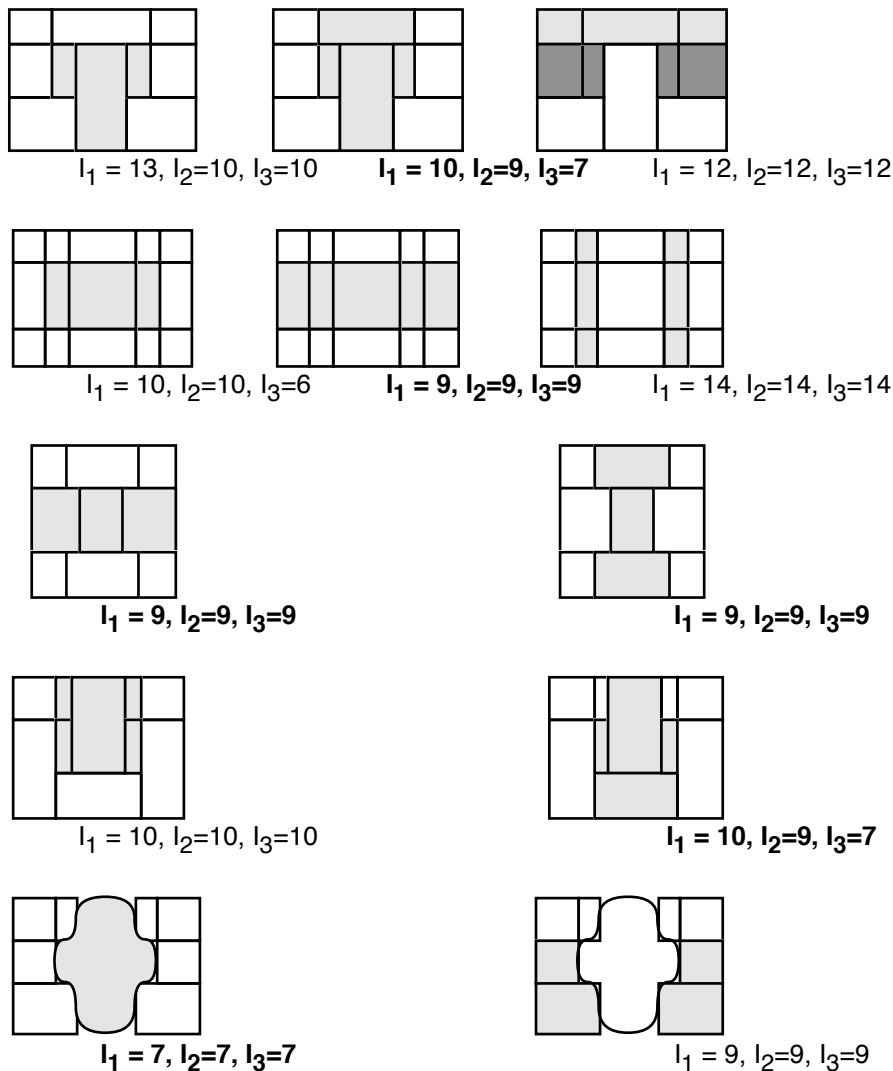 I1 = 13, I2=10, I3=10 I1 = 10, I2=9, I3=7 I1 = 12, I2=12, I3=12
I1 = 10, I2=10, I3=6 I1 = 9, I2=9, I3=9 I1 = 14, I2=14, I3=14
I1 = 9, I2=9, I3=9 I1 = 9, I2=9, I3=9
I1 = 10, I2=10, I3=10 I1 = 10, I2=9, I3=7
I1 = 7, I2=7, I3=7 I1 = 9, I2=9, I3=9